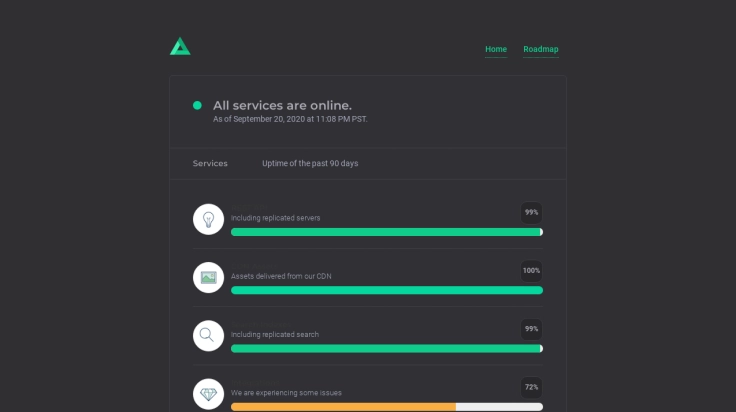 Home Roadmap
All services are online.
As of September 20, 2020 at 11:08 PM PST.
Services Uptime of the past 90 days
99%
Including replicated servers
100%
Assets delivered from our CDN
99%
Including replicated search
72%
We are experiencing some issues